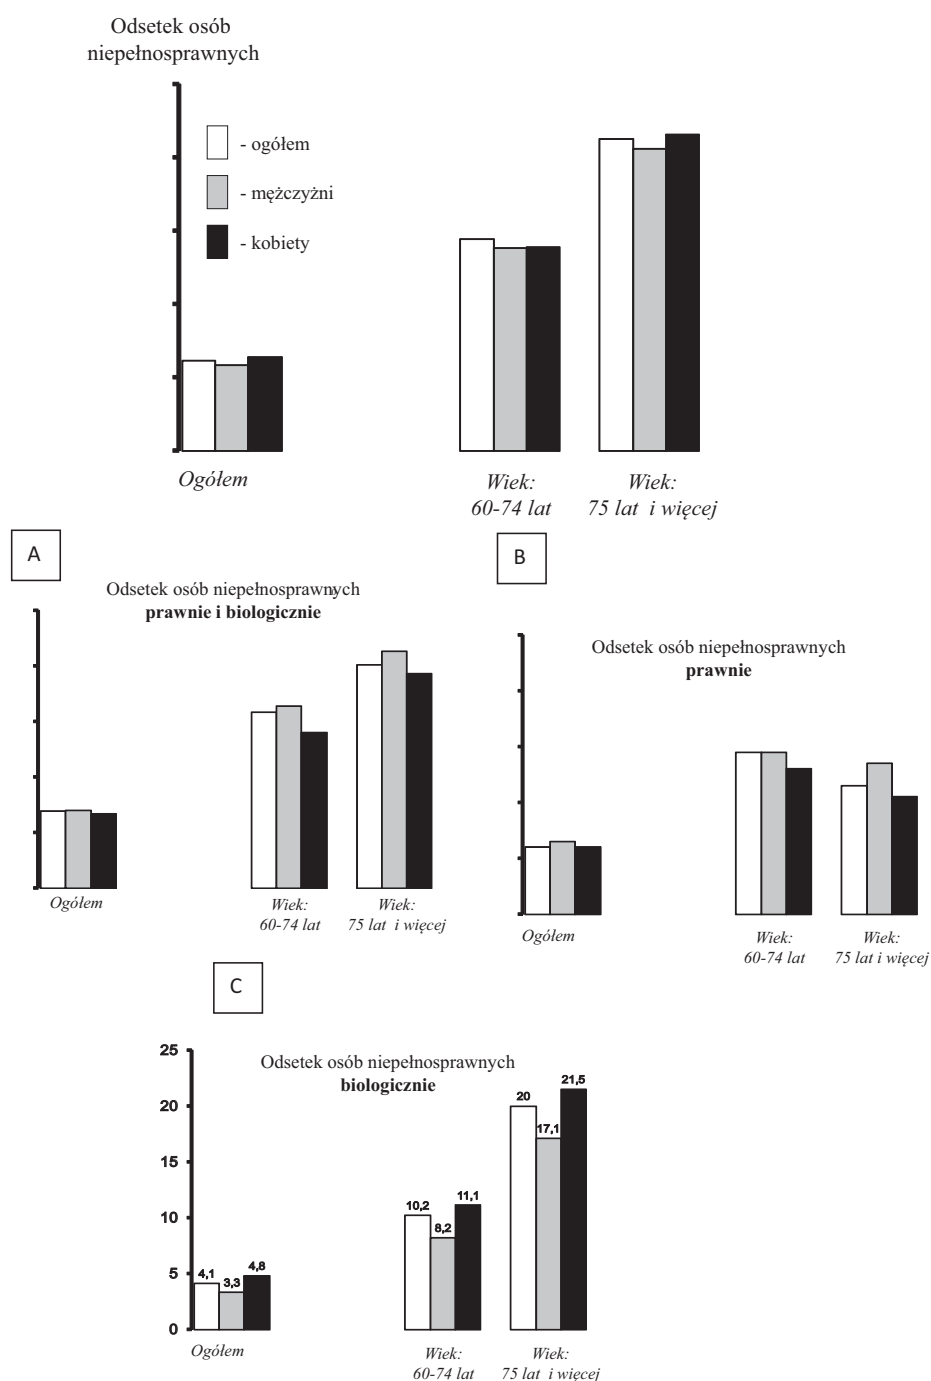 Odsetek osób
niepełnosprawnych
- ogółem
- mężczyżni
- kobiety
Ogółem
Wiek:
60-74 lat
Wiek:
75 lat i więcej
A
Odsetek osób niepełnosprawnych
prawnie i biologicznie
Ogółem
Wiek:
60-74 lat
Wiek:
75 lat i więcej
B
Odsetek osób niepełnosprawnych
prawnie
Ogółem
Wiek:
60-74 lat
Wiek:
75 lat i więcej
C
Odsetek osób niepełnosprawnych
biologicznie
25
20
15
10
5
0
4,1
3,3
4,8
10,2
8,2
11,1
20
17,1
21,5
Ogółem
Wiek:
60-74 lat
Wiek:
75 lat i więcej